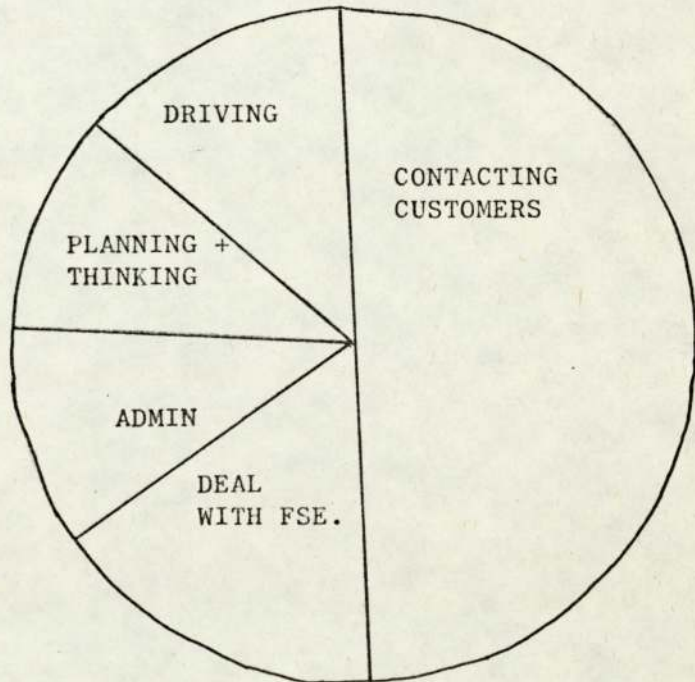 DRIVING
CONTACTING
CUSTOMERS
PLANNING +
THINKING
ADMIN
DEAL
WITH FSE.